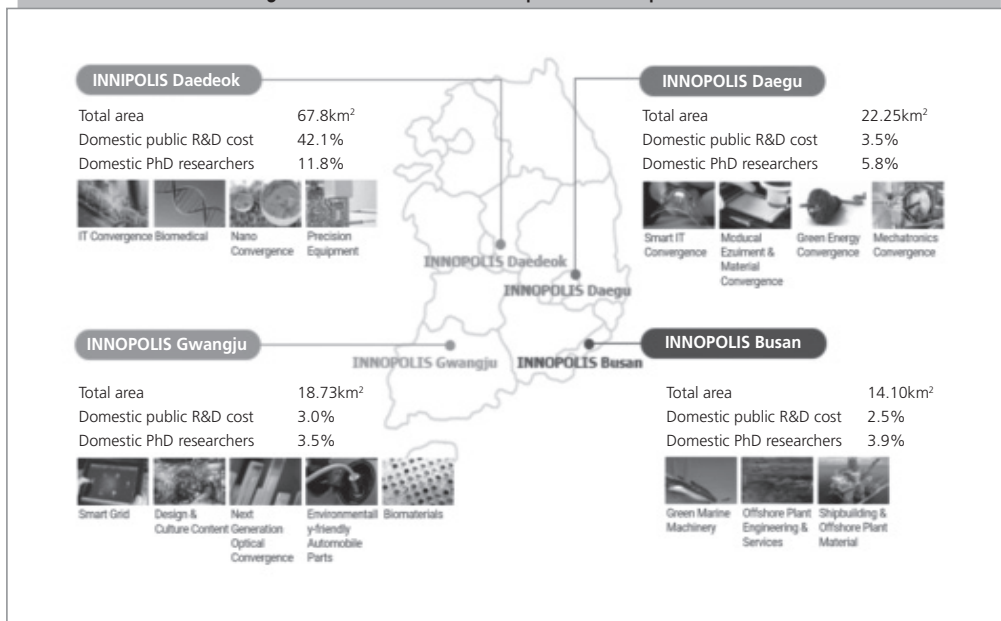 INNIPOLIS Daedeok
Total area 67.8km²
Domestic public R&D cost 42.1%
Domestic PhD researchers 11.8%
IT Convergence
Biomedical
Nano
Convergence
Precision
Equipment
INNOPOLIS Daegu
Total area 22.25km²
Domestic public R&D cost 3.5%
Domestic PhD researchers 5.8%
Smart IT
Convergence
Mcducal
Ezuiment &
Material
Convergence
Green Energy
Convergence
Mechatronics
Convergence
INNOPOLIS Daedeok
INNOPOLIS Daegu
INNOPOLIS Gwangju
INNOPOLIS Busan
INNOPOLIS Gwangju
Total area 18.73km²
Domestic public R&D cost 3.0%
Domestic PhD researchers 3.5%
Smart Grid
Design &
Culture Content
Next
Generation
Optical
Convergence
Environmentall
y-friendly
Automobile
Parts
Biomaterials
INNOPOLIS Busan
Total area 14.10km²
Domestic public R&D cost 2.5%
Domestic PhD researchers 3.9%
Green Marine
Machinery
Offshore Plant
Engineering &
Services
Shipbuilding &
Offshore Plant
Material